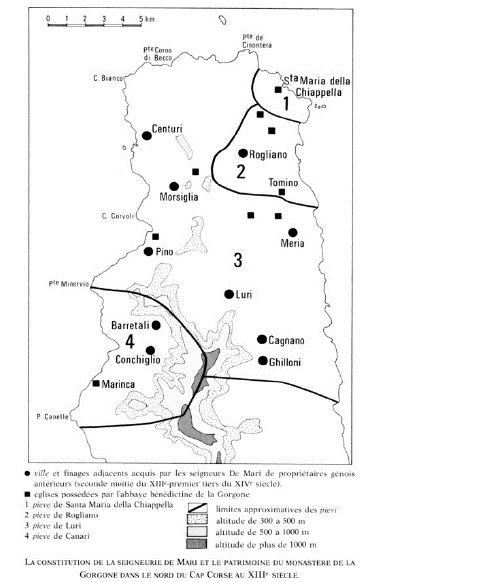 0 1 2 3 4 5 km
Pte Corno
di Becco
Pte de
Cinontera
C. Bianco
Sta Maria della
Chiappella
1
Centuri
Rogliano
2
Tomino
Morsiglia
C. Corvoli
Meria
Pino
3
Pte Minervio
Luri
Barretali
4
Conchiglio
Cagnano
Ghilloni
Marinca
P. Canelle
● ville et finages adjacents acquis par les seigneurs De Mari de propriétaires génois
antérieurs (seconde moitié du XIIIe-premier tiers du XIVe siècle).
■ églises possédées par l'abbaye bénédictine de la Gorgone
1 pieve de Santa Maria della Chiappella
2 pieve de Rogliano
3 pieve de Luri
4 pieve de Canari
limites approximatives des pievi
altitude de 300 à 500 m
altitude de 500 à 1000 m
altitude de plus de 1000 m
LA CONSTITUTION DE LA SEIGNEURIE DE MARI ET LE PATRIMOINE DU MONASTÈRE DE LA
GORGONE DANS LE NORD DU CAP CORSE AU XIIIe SIÈCLE.